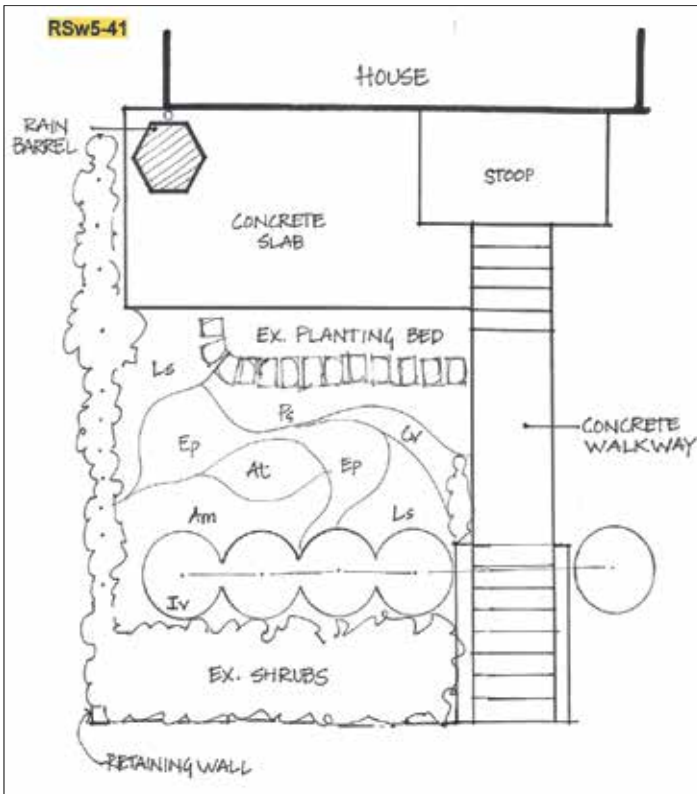 RSw5-41
HOUSE
RAIN
BARREL
STOOP
CONCRETE
SLAB
EX. PLANTING BED
Ls
Ps
Cv
CONCRETE
WALKWAY
Ep
At
Ep
Am
Ls
Iv
EX. SHRUBS
RETAINING WALL